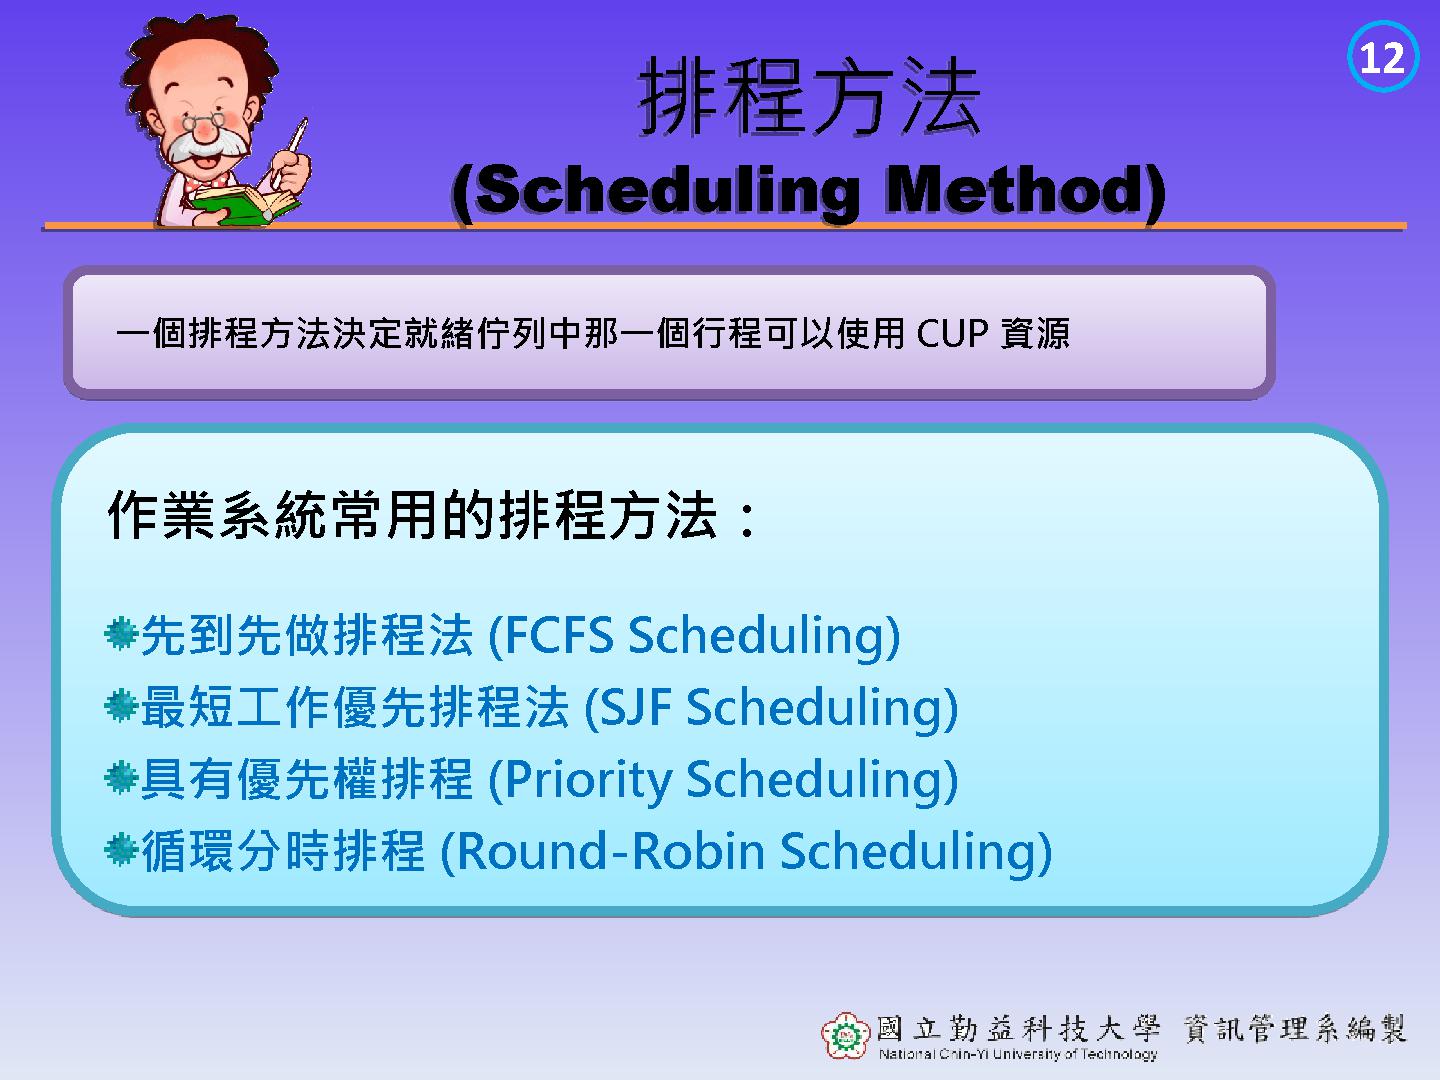 12
排程方法
(Scheduling Method)
一個排程方法決定就緒佇列中那一個行程可以使用 CUP 資源
作業系統常用的排程方法：
先到先做排程法 (FCFS Scheduling)
最短工作優先排程法 (SJF Scheduling)
具有優先權排程 (Priority Scheduling)
循環分時排程 (Round-Robin Scheduling)
國立勤益科技大學 資訊管理系編製
National Chin-Yi University of Technology